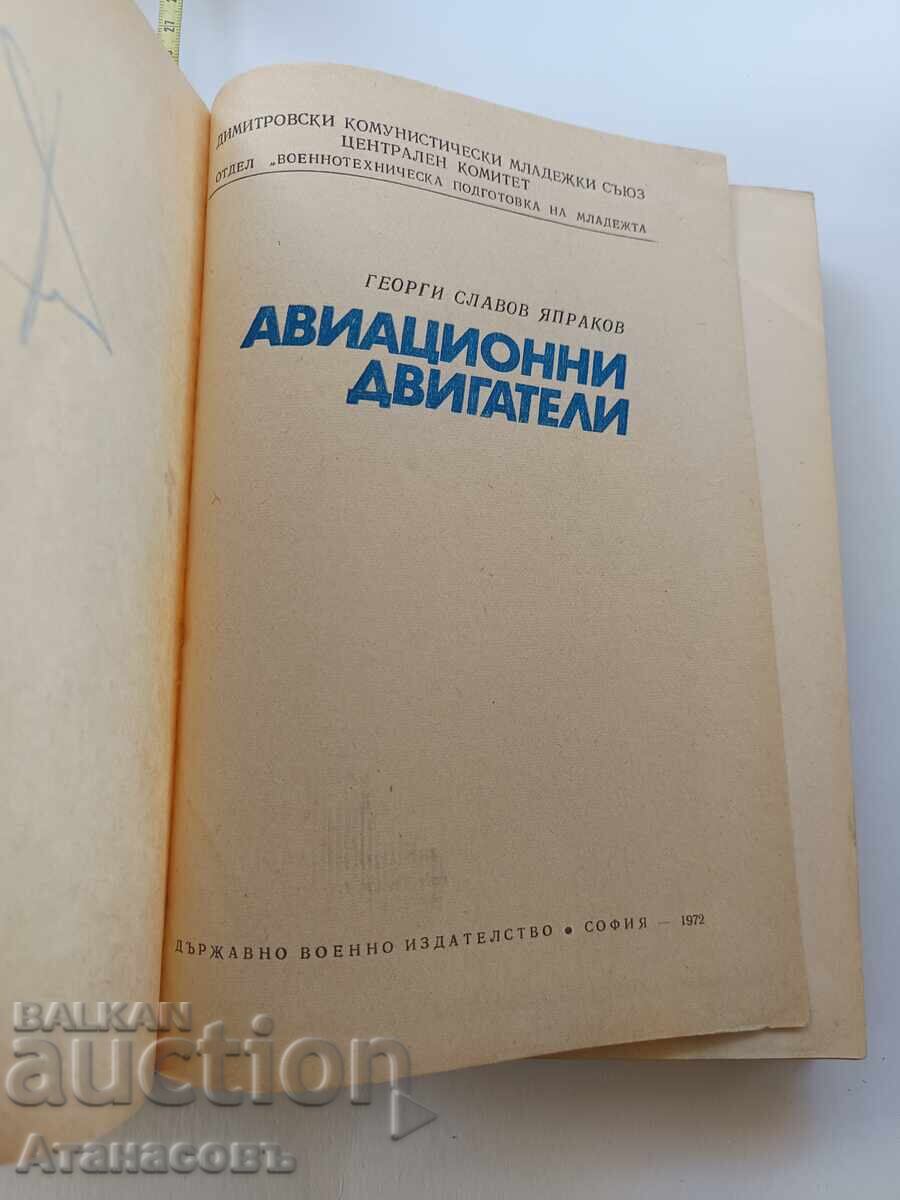 27
ДИМИТРОВСКИ КОМУНИСТИЧЕСКИ МЛАДЕЖКИ СЪЮЗ
ЦЕНТРАЛЕН КОМИТЕТ
ОТДЕЛ „ВОЕННОТЕХНИЧЕСКА ПОДГОТОВКА НА МЛАДЕЖТА
ГЕОРГИ СЛАВОВ ЯПРАКОВ
АВИАЦИОННИ
ДВИГАТЕЛИ
ДЪРЖАВНО ВОЕННО ИЗДАТЕЛСТВО • СОФИЯ — 1972
BALKAN
auction
Атанасовъ